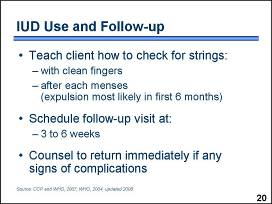 IUD Use and Follow-up
• Teach client how to check for strings:
– with clean fingers
– after each menses
(expulsion most likely in first 6 months)
• Schedule follow-up visit at:
– 3 to 6 weeks
• Counsel to return immediately if any
signs of complications
Source: CCP and WHO, 2007; WHO, 2004, updated 2008.
20